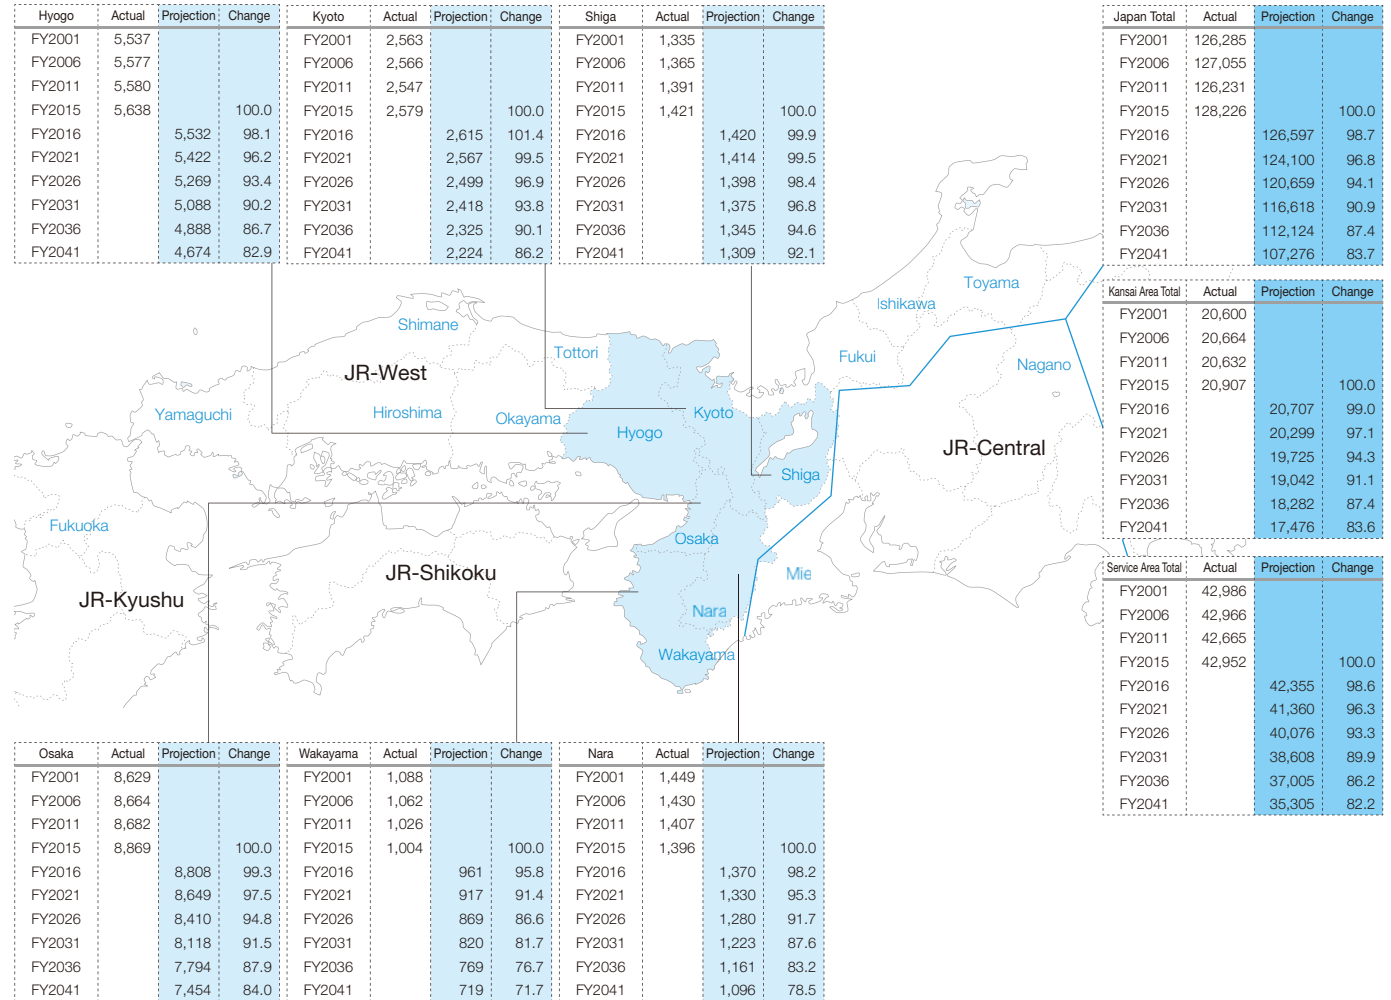 Hyogo Actual Projection Change
FY2001 5,537
FY2006 5,577
FY2011 5,580
FY2015 5,638 100.0
FY2016 5,532 98.1
FY2021 5,422 96.2
FY2026 5,269 93.4
FY2031 5,088 90.2
FY2036 4,888 86.7
FY2041 4,674 82.9
Kyoto Actual Projection Change
FY2001 2,563
FY2006 2,566
FY2011 2,547
FY2015 2,579 100.0
FY2016 2,615 101.4
FY2021 2,567 99.5
FY2026 2,499 96.9
FY2031 2,418 93.8
FY2036 2,325 90.1
FY2041 2,224 86.2
Shiga Actual Projection Change
FY2001 1,335
FY2006 1,365
FY2011 1,391
FY2015 1,421 100.0
FY2016 1,420 99.9
FY2021 1,414 99.5
FY2026 1,398 98.4
FY2031 1,375 96.8
FY2036 1,345 94.6
FY2041 1,309 92.1
Japan Total Actual Projection Change
FY2001 126,285
FY2006 127,055
FY2011 126,231
FY2015 128,226 100.0
FY2016 126,597 98.7
FY2021 124,100 96.8
FY2026 120,659 94.1
FY2031 116,618 90.9
FY2036 112,124 87.4
FY2041 107,276 83.7
Kansai Area Total Actual Projection Change
FY2001 20,600
FY2006 20,664
FY2011 20,632
FY2015 20,907 100.0
FY2016 20,707 99.0
FY2021 20,299 97.1
FY2026 19,725 94.3
FY2031 19,042 91.1
FY2036 18,282 87.4
FY2041 17,476 83.6
Service Area Total Actual Projection Change
FY2001 42,986
FY2006 42,966
FY2011 42,665
FY2015 42,952 100.0
FY2016 42,355 98.6
FY2021 41,360 96.3
FY2026 40,076 93.3
FY2031 38,608 89.9
FY2036 37,005 86.2
FY2041 35,305 82.2
Toyama
Ishikawa
Shimane
Tottori
Fukui
Nagano
JR-West
Yamaguchi
Hiroshima
Okayama
Kyoto
Hyogo
JR-Central
Shiga
Fukuoka
Osaka
JR-Shikoku
Mie
JR-Kyushu
Nara
Wakayama
Osaka Actual Projection Change
FY2001 8,629
FY2006 8,664
FY2011 8,682
FY2015 8,869 100.0
FY2016 8,808 99.3
FY2021 8,649 97.5
FY2026 8,410 94.8
FY2031 8,118 91.5
FY2036 7,794 87.9
FY2041 7,454 84.0
Wakayama Actual Projection Change
FY2001 1,088
FY2006 1,062
FY2011 1,026
FY2015 1,004 100.0
FY2016 961 95.8
FY2021 917 91.4
FY2026 869 86.6
FY2031 820 81.7
FY2036 769 76.7
FY2041 719 71.7
Nara Actual Projection Change
FY2001 1,449
FY2006 1,430
FY2011 1,407
FY2015 1,396 100.0
FY2016 1,370 98.2
FY2021 1,330 95.3
FY2026 1,280 91.7
FY2031 1,223 87.6
FY2036 1,161 83.2
FY2041 1,096 78.5